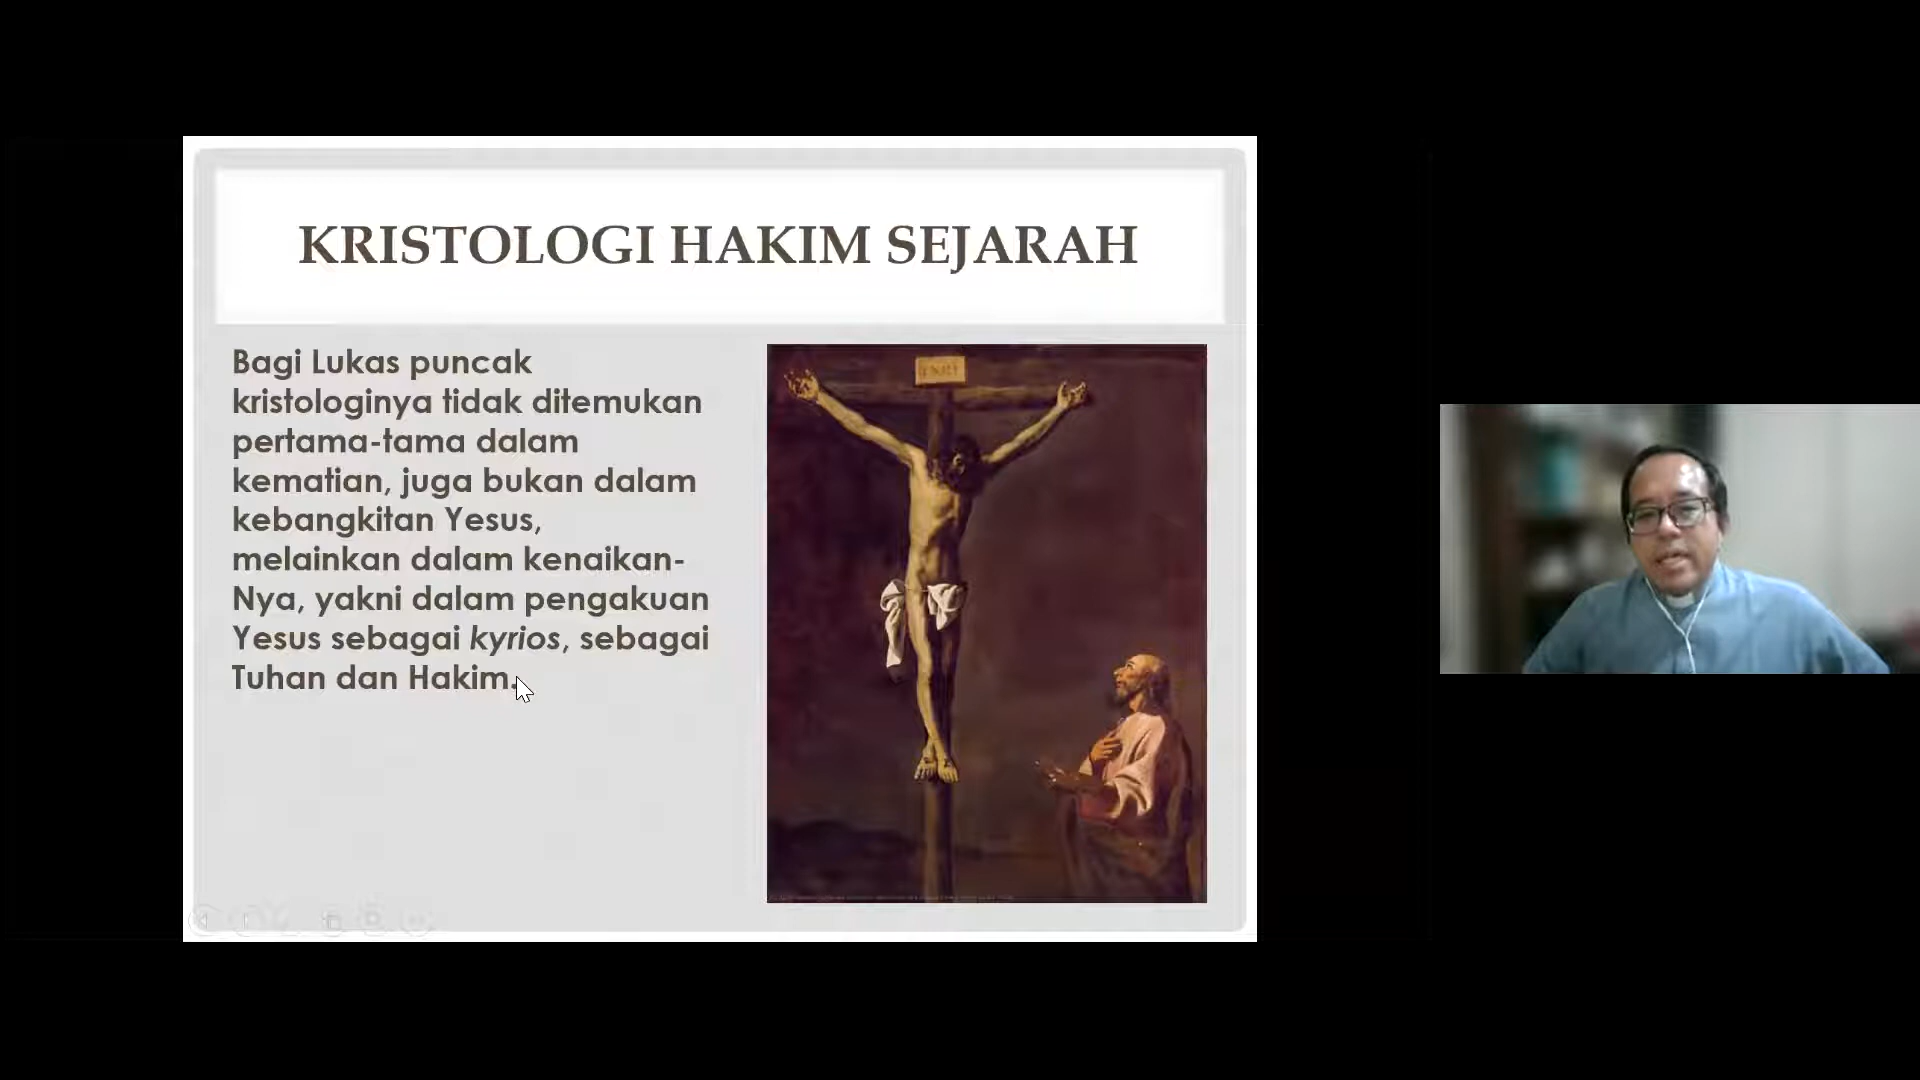 KRISTOLOGI HAKIM SEJARAH
Bagi Lukas puncak
kristologinya tidak ditemukan
pertama-tama dalam
kematian, juga bukan dalam
kebangkitan Yesus,
melainkan dalam kenaikan-
Nya, yakni dalam pengakuan
Yesus sebagai kyrios, sebagai
Tuhan dan Hakim.